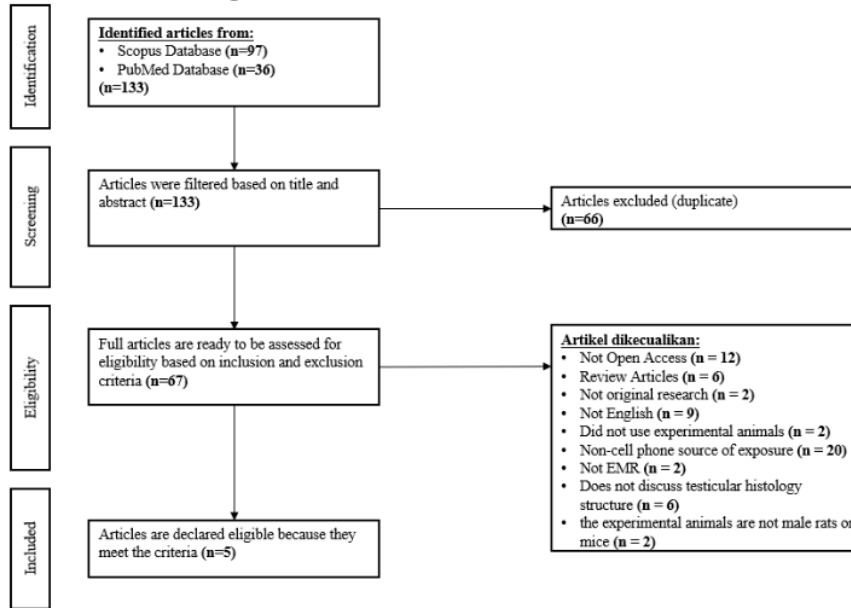 Identification
Identified articles from:
• Scopus Database (n=97)
• PubMed Database (n=36)
(n=133)
Screening
Articles were filtered based on title and
abstract (n=133)
Articles excluded (duplicate)
(n=66)
Eligibility
Full articles are ready to be assessed for
eligibility based on inclusion and exclusion
criteria (n=67)
Artikel dikecualikan:
• Not Open Access (n = 12)
• Review Articles (n = 6)
• Not original research (n = 2)
• Not English (n = 9)
• Did not use experimental animals (n = 2)
• Non-cell phone source of exposure (n = 20)
• Not EMR (n = 2)
• Does not discuss testicular histology
structure (n = 6)
• the experimental animals are not male rats or
mice (n = 2)
Included
Articles are declared eligible because they
meet the criteria (n=5)